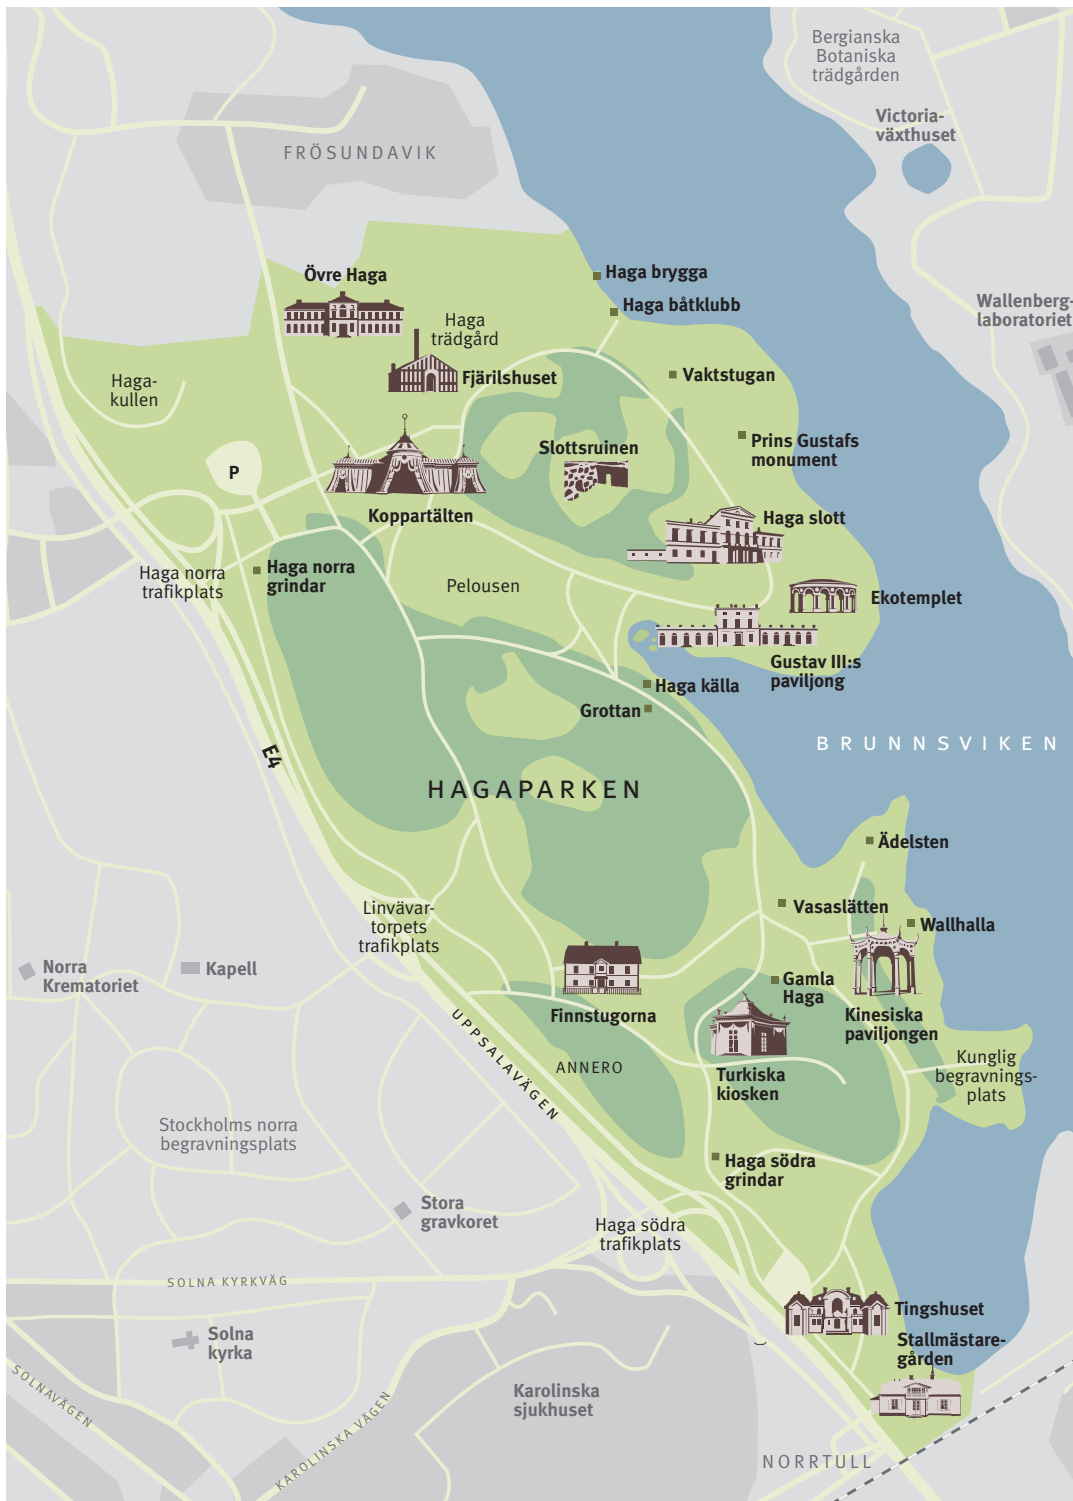 Bergianska
Botaniska
trädgården
Victoria-
växthuset
FRÖSUNDAVIK
Övre Haga
Haga brygga
Haga båtklubb
Wallenberg-
laboratoriet
Haga
trädgård
Fjärilshuset
Vaktstugan
Haga-
kullen
Slottsruinen
Prins Gustafs
monument
P
Koppartälten
Haga slott
Haga norra
trafikplats
Haga norra
grindar
Pelousen
Ekotemplet
Gustav III:s
paviljong
Haga källa
Grottan
E4
BRUNNSVIKEN
HAGAPARKEN
Ädelsten
Linvävar-
torpets
trafikplats
Vasaslätten
Wallhalla
Norra
Krematoriet
Kapell
Gamla
Haga
Finnstugorna
Kinesiska
paviljongen
UPPSALAVÄGEN
ANNERO
Turkiska
kiosken
Kunglig
begravnings-
plats
Stockholms norra
begravningsplats
Haga södra
grindar
Stora
gravkoret
Haga södra
trafikplats
SOLNA KYRKVÄG
Tingshuset
Solna
kyrka
Stallmästare-
gården
SOLNAVÄGEN
KAROLINSKA VÄGEN
Karolinska
sjukhuset
NORRTULL